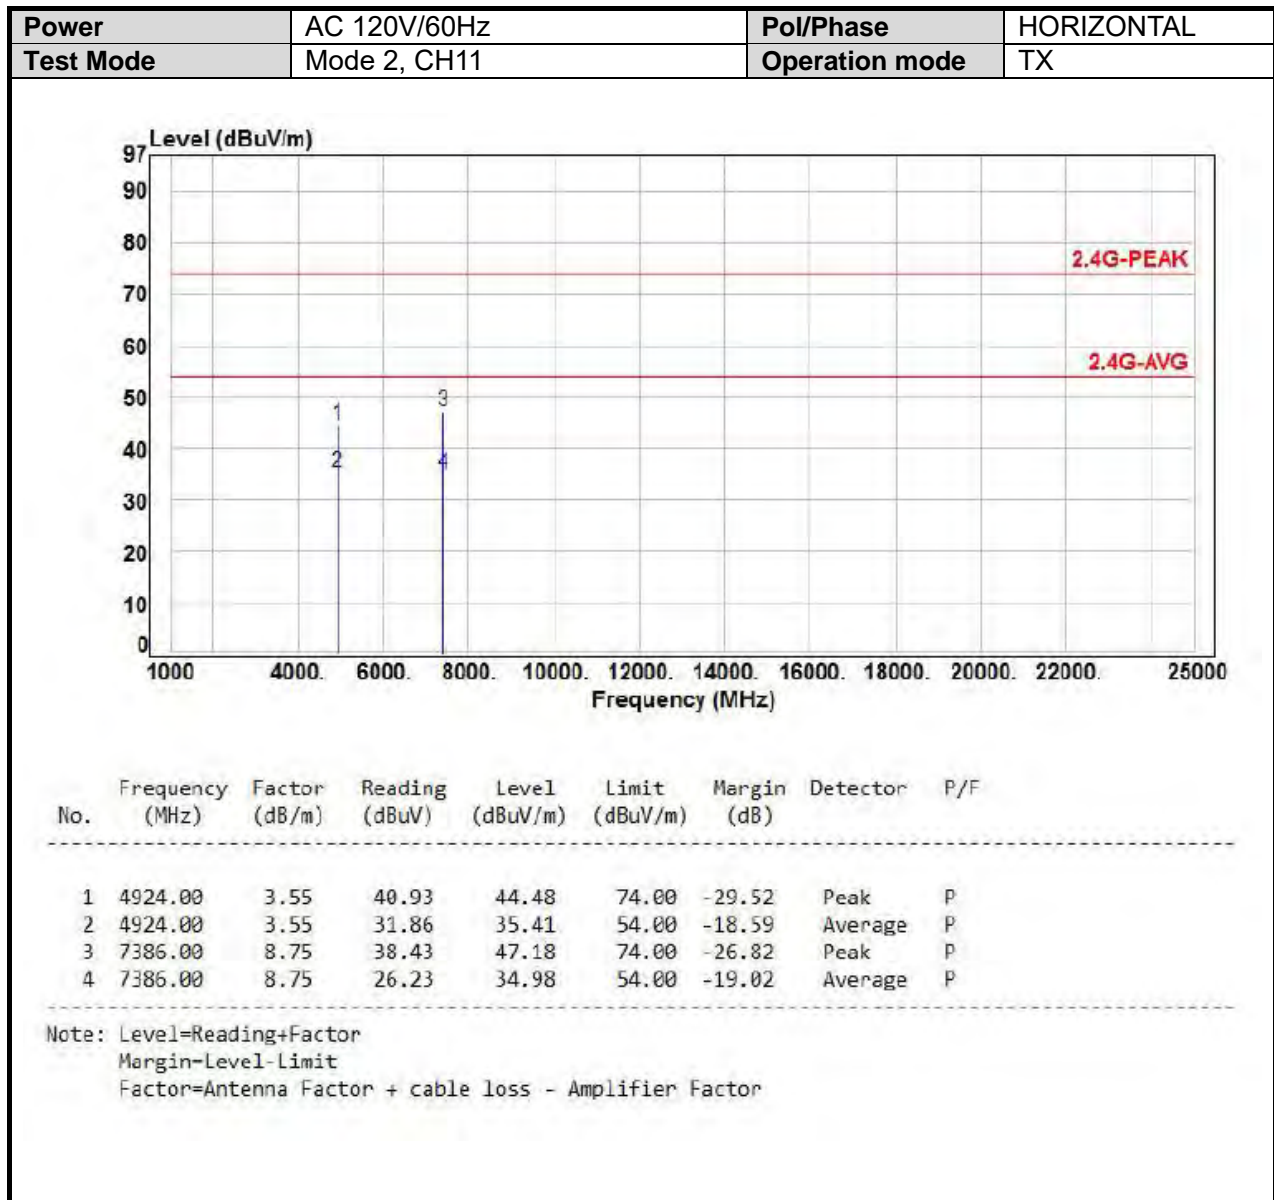 Power AC 120V/60Hz Pol/Phase HORIZONTAL
Test Mode Mode 2, CH11 Operation mode TX
Level (dBuV/m)
97
90
80
2.4G-PEAK
70
60
2.4G-AVG
50 1 3
40 2 4
30
20
10
0
1000 4000. 6000. 8000. 10000. 12000. 14000. 16000. 18000. 20000. 22000. 25000
Frequency (MHz)
Frequency Factor Reading Level Limit Margin Detector P/F
No. (MHz) (dB/m) (dBuV) (dBuV/m) (dBuV/m) (dB)
1 4924.00 3.55 40.93 44.48 74.00 -29.52 Peak P
2 4924.00 3.55 31.86 35.41 54.00 -18.59 Average P
3 7386.00 8.75 38.43 47.18 74.00 -26.82 Peak P
4 7386.00 8.75 26.23 34.98 54.00 -19.02 Average P
Note: Level=Reading+Factor
Margin=Level-Limit
Factor=Antenna Factor + cable loss - Amplifier Factor